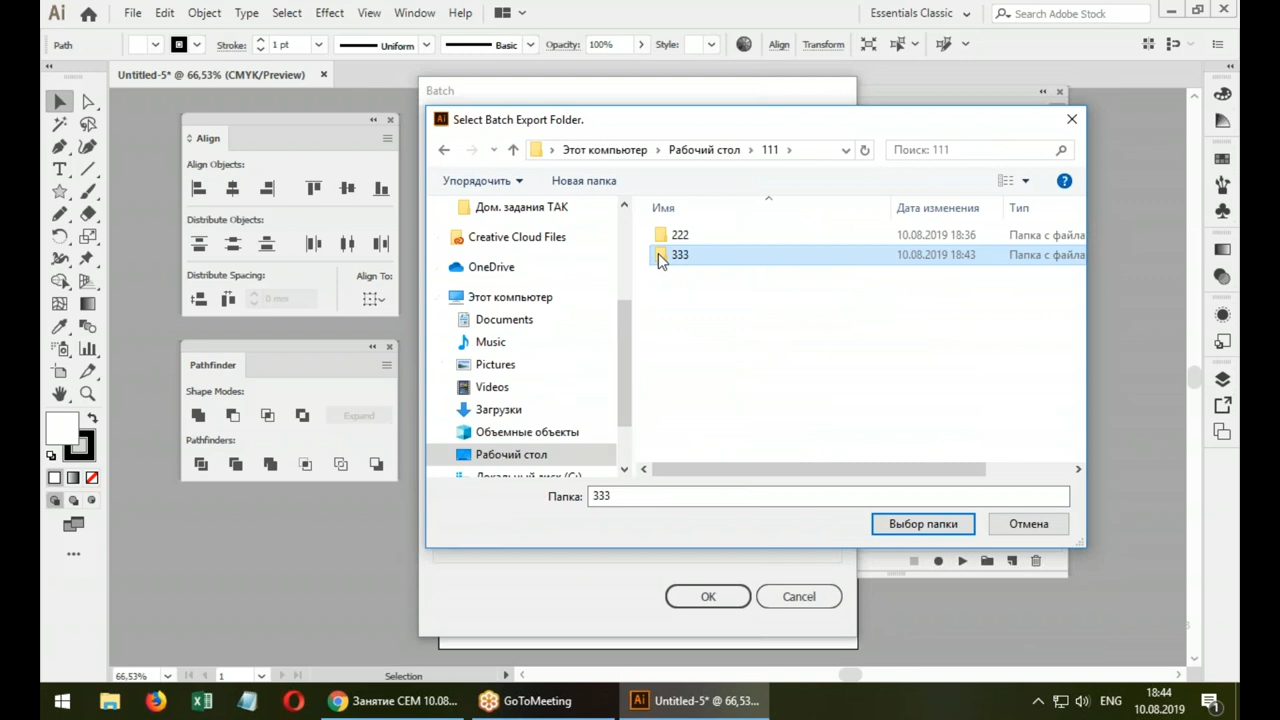 Ai File Edit Object Type Select Effect View Window Help Essentials Classic Search Adobe Stock
Path Stroke: 1 pt Uniform Basic Opacity: 100% Style: Align Transform
Untitled-5* @ 66,53% (CMYK/Preview)
Batch
Select Batch Export Folder.
Этот компьютер Рабочий стол 111 Поиск: 111
Упорядочить Новая папка
Имя Дата изменения Тип
222 10.08.2019 18:36 Папка с файла
333 10.08.2019 18:43 Папка с файла
Дом. задания ТАК
Creative Cloud Files
OneDrive
Этот компьютер
Documents
Music
Pictures
Videos
Загрузки
Объемные объекты
Рабочий стол
Локальный диск (C:)
Папка: 333
Выбор папки Отмена
OK Cancel
Align
Align Objects:
Distribute Objects:
Distribute Spacing: Align To:
0 mm
Pathfinder
Shape Modes:
Expand
Pathfinders:
66,53% 1 Selection
Занятие СЕМ 10.08... GoToMeeting Ai Untitled-5* @ 66,53... ENG 18:44
10.08.2019
1